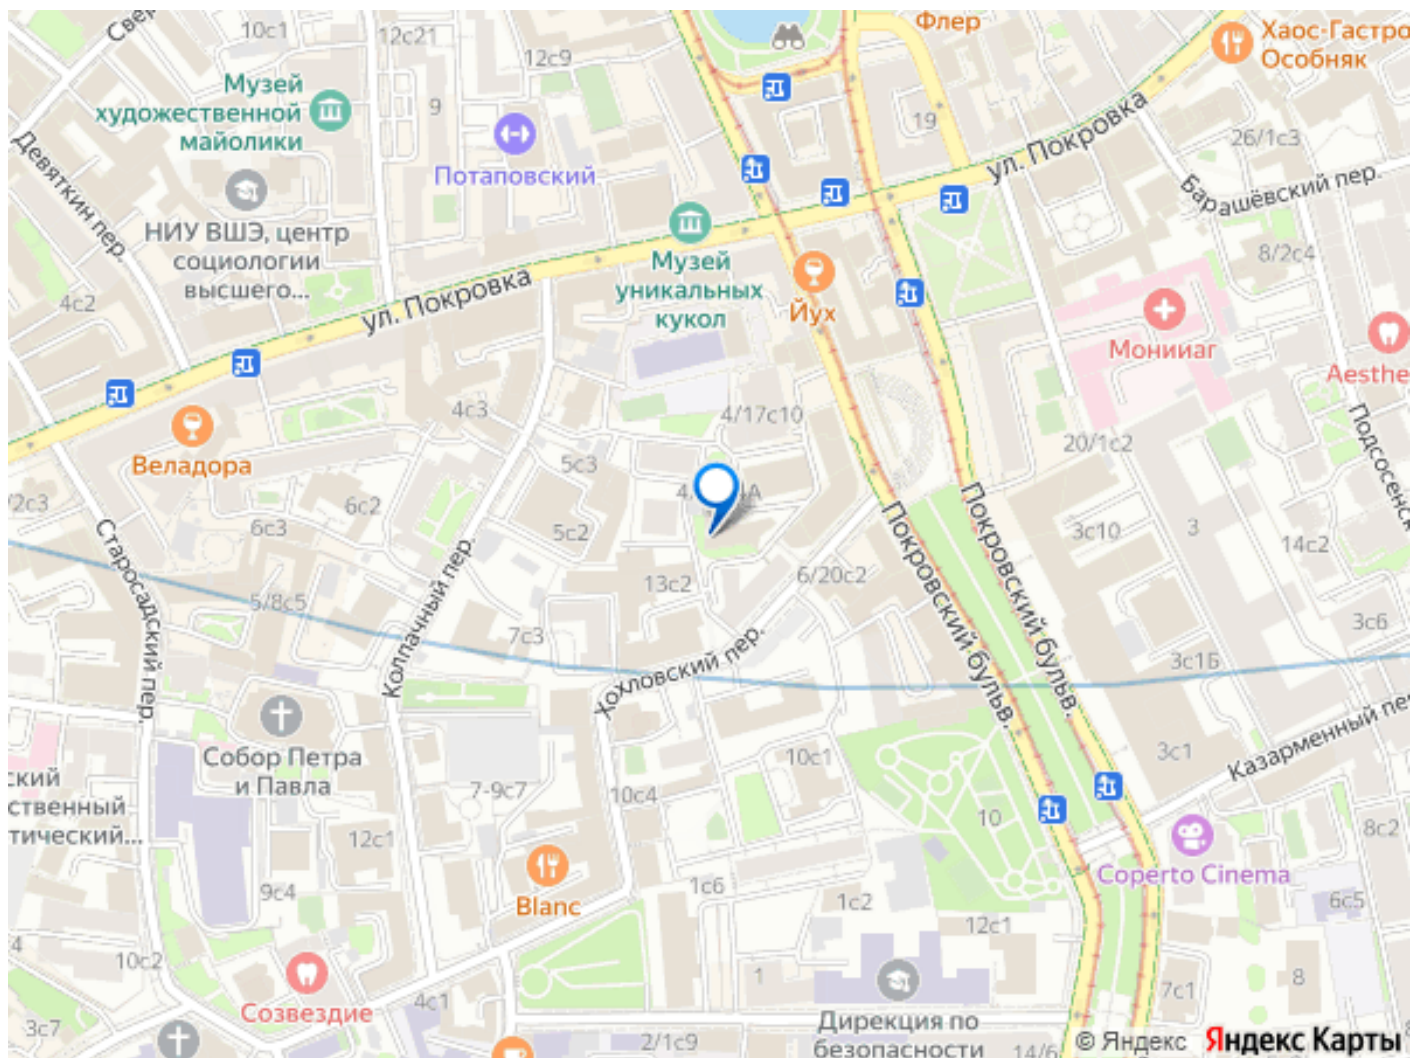 10с1
12с21
12с9
Флер
Хаос-Гастро
Особняк
Музей
художественной
майолики
9
19
ул. Покровка
26/1с3
Девяткин пер.
Потаповский
Барашёвский пер.
НИУ ВШЭ, центр
социологии
высшего...
Музей
уникальных
кукол
8/2с4
4с2
ул. Покровка
Йух
Монииаг
Aesthe
4с3
4/17с10
20/1с2
Веладора
5с3
/2с3
6с2
6с3
5с2
3с10
3
14с2
Старосадский пер.
Колпачный пер.
13с2
6/20с2
Покровский бульв.
Покровский бульв.
5/8с5
7с3
3с6
Хохловский пер.
3с1Б
Собор Петра
и Павла
10с1
3с1
Казарменный пе
ский
ственный
тический...
7-9с7
10с4
10
12с1
8с2
Coperto Cinema
9с4
Blanc
1с6
1с2
12с1
6с5
4
10с2
Созвездие
4с1
1
7с1
8
3с7
2/1с9
Дирекция по
безопасности
14/6
© Яндекс
Яндекс Карты